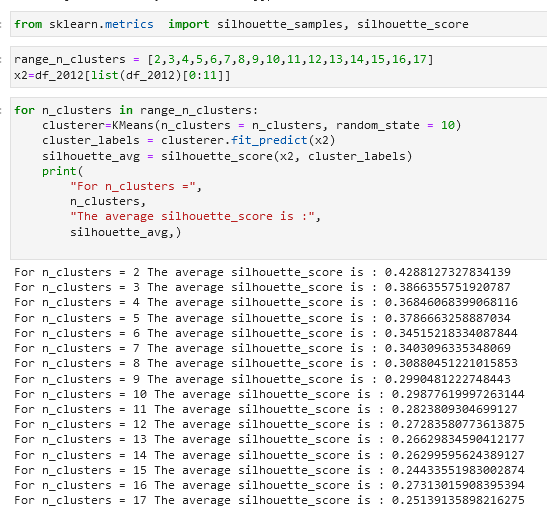 from sklearn.metrics  import silhouette_samples, silhouette_score
range_n_clusters = [2,3,4,5,6,7,8,9,10,11,12,13,14,15,16,17]
x2=df_2012[list(df_2012)[0:11]]
for n_clusters in range_n_clusters:
    clusterer=KMeans(n_clusters = n_clusters, random_state = 10)
    cluster_labels = clusterer.fit_predict(x2)
    silhouette_avg = silhouette_score(x2, cluster_labels)
    print(
        "For n_clusters =",
        n_clusters,
        "The average silhouette_score is :",
        silhouette_avg,)
For n_clusters = 2 The average silhouette_score is : 0.4288127327834139
For n_clusters = 3 The average silhouette_score is : 0.3866355751920787
For n_clusters = 4 The average silhouette_score is : 0.36846068399068116
For n_clusters = 5 The average silhouette_score is : 0.3786663258887034
For n_clusters = 6 The average silhouette_score is : 0.34515218334087844
For n_clusters = 7 The average silhouette_score is : 0.3403096335348069
For n_clusters = 8 The average silhouette_score is : 0.30880451221015853
For n_clusters = 9 The average silhouette_score is : 0.2990481222748443
For n_clusters = 10 The average silhouette_score is : 0.29877619997263144
For n_clusters = 11 The average silhouette_score is : 0.2823809304699127
For n_clusters = 12 The average silhouette_score is : 0.27283580773613875
For n_clusters = 13 The average silhouette_score is : 0.26629834590412177
For n_clusters = 14 The average silhouette_score is : 0.26299595624389127
For n_clusters = 15 The average silhouette_score is : 0.24433551983002874
For n_clusters = 16 The average silhouette_score is : 0.27313015908395394
For n_clusters = 17 The average silhouette_score is : 0.25139135898216275